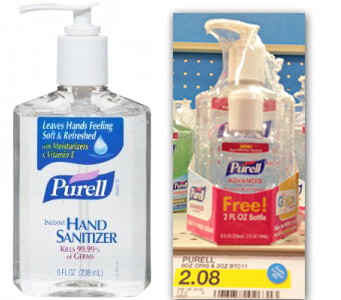 Leaves Hands Feeling
Soft & Refreshed
with Moisturizers
& Vitamin E
Purell
INSTANT HAND
SANITIZER
KILLS 99.99%
of GERMS
8 FL OZ (236 mL)
Purell
ADVANCED
Free!
2 FL OZ Bottle
PURELL
8OZ ORIG & 2OZ BTC11
2.08